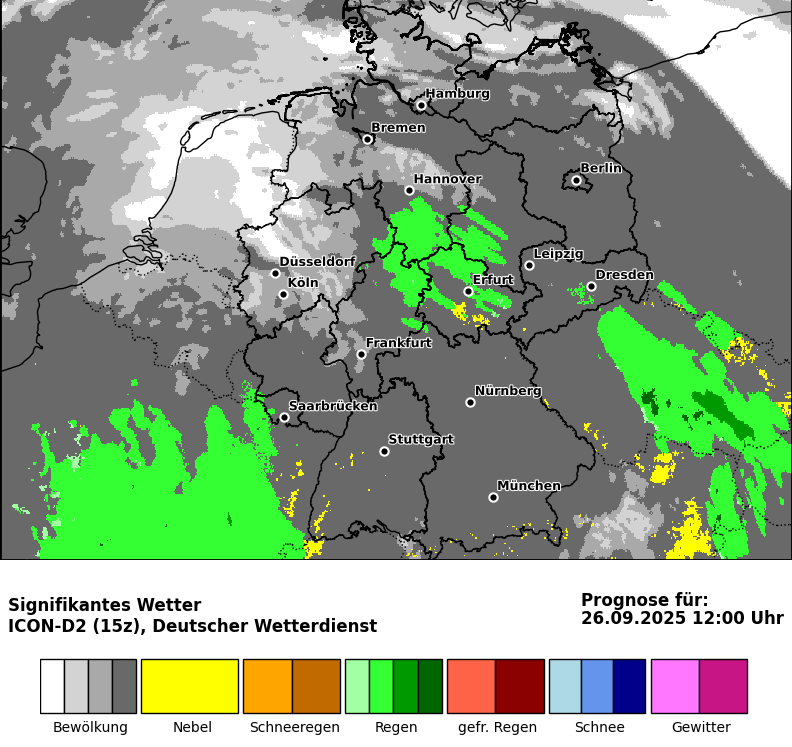 Hamburg
Bremen
Berlin
Hannover
Düsseldorf
Leipzig
Köln
Erfurt
Dresden
Frankfurt
Nürnberg
Saarbrücken
Stuttgart
München
Signifikantes Wetter
ICON-D2 (15z), Deutscher Wetterdienst
Prognose für:
26.09.2025 12:00 Uhr
Bewölkung
Nebel
Schneeregen
Regen
gefr. Regen
Schnee
Gewitter